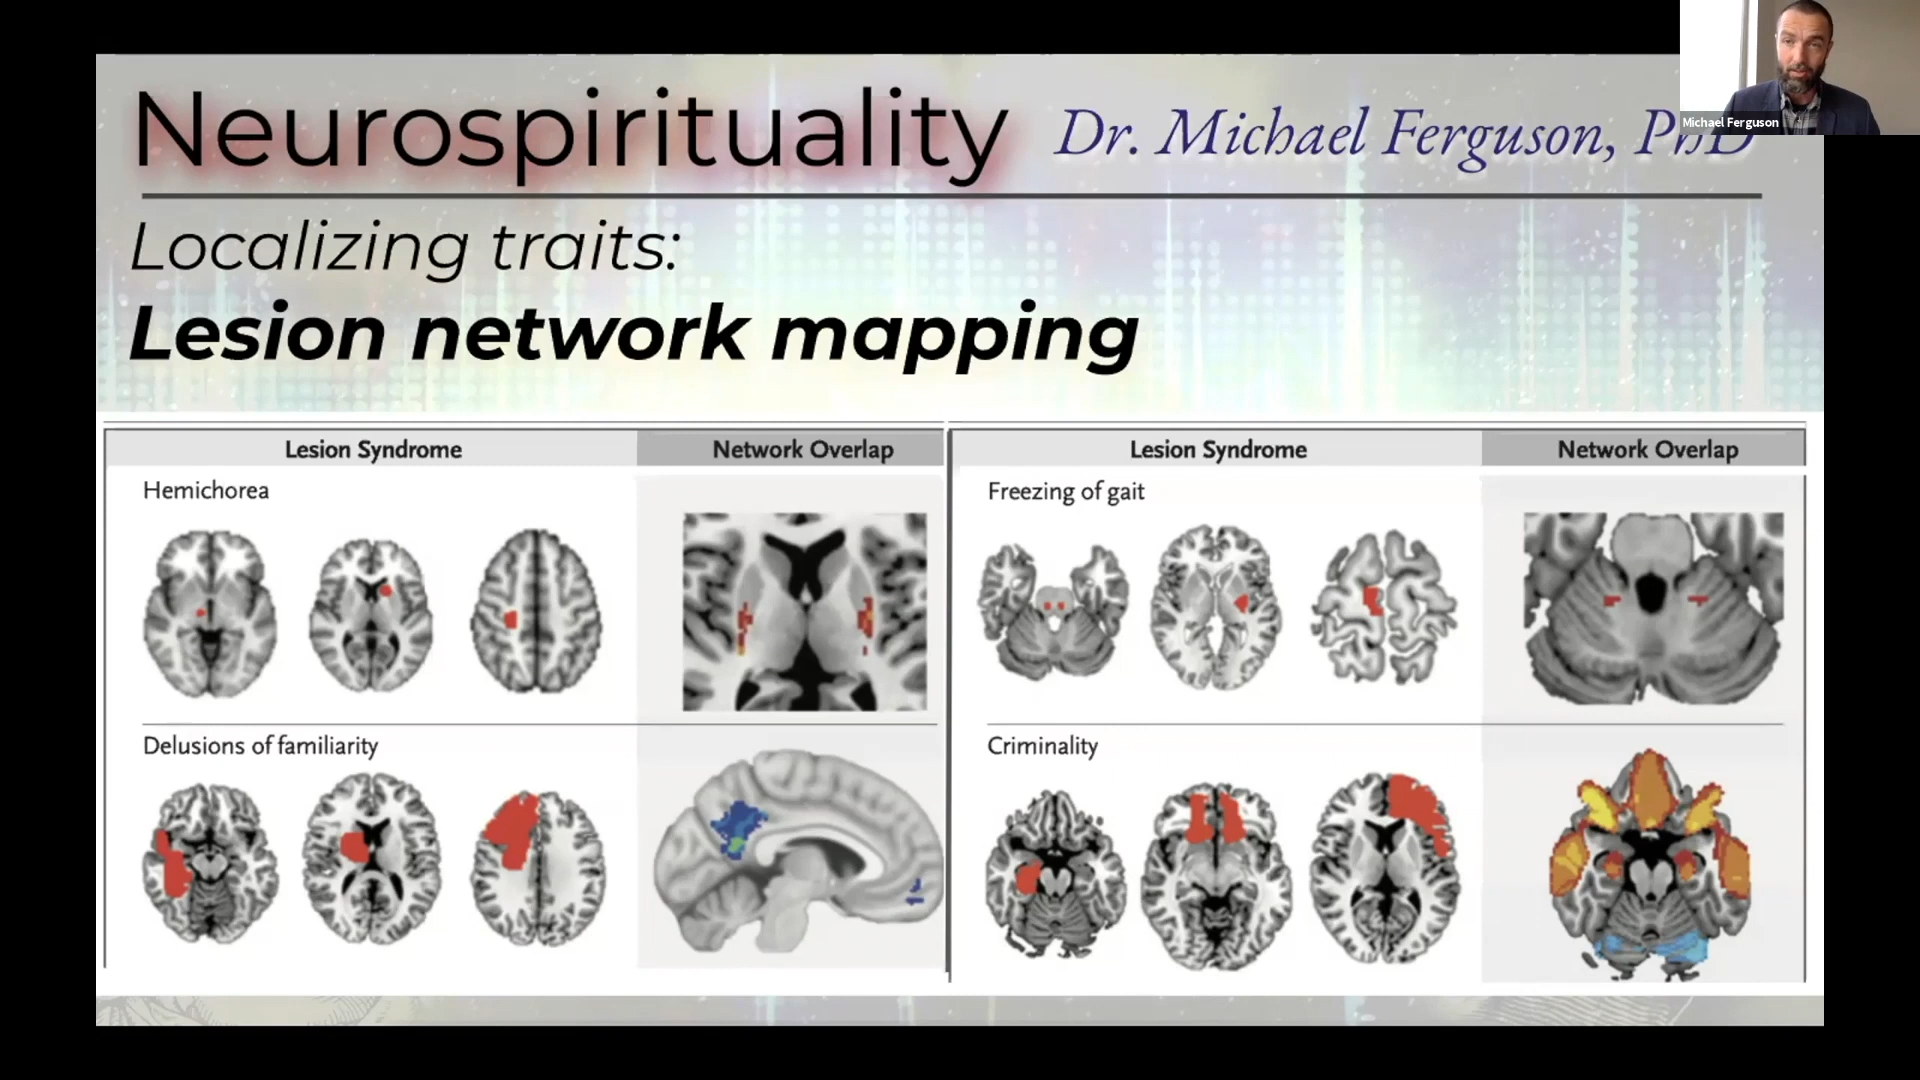 Neurospirituality
Dr. Michael Ferguson, PhD
Michael Ferguson
Localizing traits:
Lesion network mapping
Lesion Syndrome
Network Overlap
Lesion Syndrome
Network Overlap
Hemichorea
Freezing of gait
Delusions of familiarity
Criminality